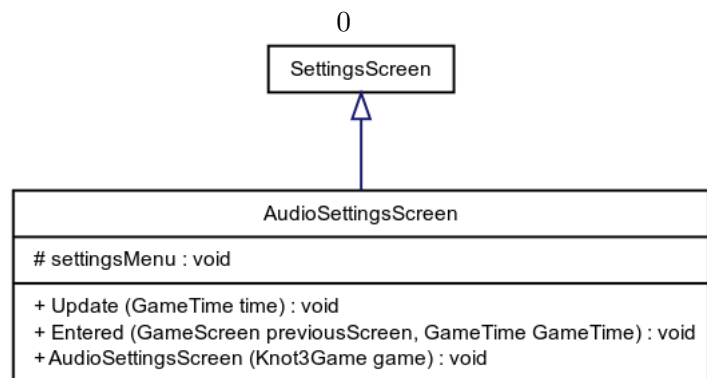 0
SettingsScreen
AudioSettingsScreen
# settingsMenu : void
+ Update (GameTime time) : void
+ Entered (GameScreen previousScreen, GameTime GameTime) : void
+ AudioSettingsScreen (Knot3Game game) : void